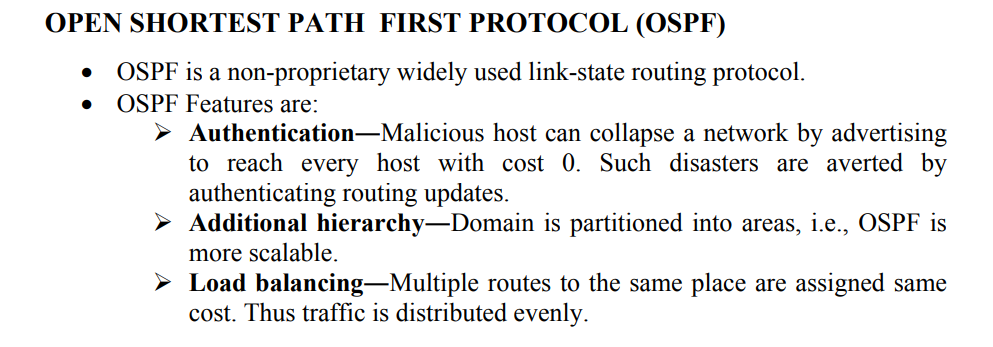 OPEN SHORTEST PATH FIRST PROTOCOL (OSPF)
• OSPF is a non-proprietary widely used link-state routing protocol.
• OSPF Features are:
➢ Authentication—Malicious host can collapse a network by advertising
to reach every host with cost 0. Such disasters are averted by
authenticating routing updates.
➢ Additional hierarchy—Domain is partitioned into areas, i.e., OSPF is
more scalable.
➢ Load balancing—Multiple routes to the same place are assigned same
cost. Thus traffic is distributed evenly.